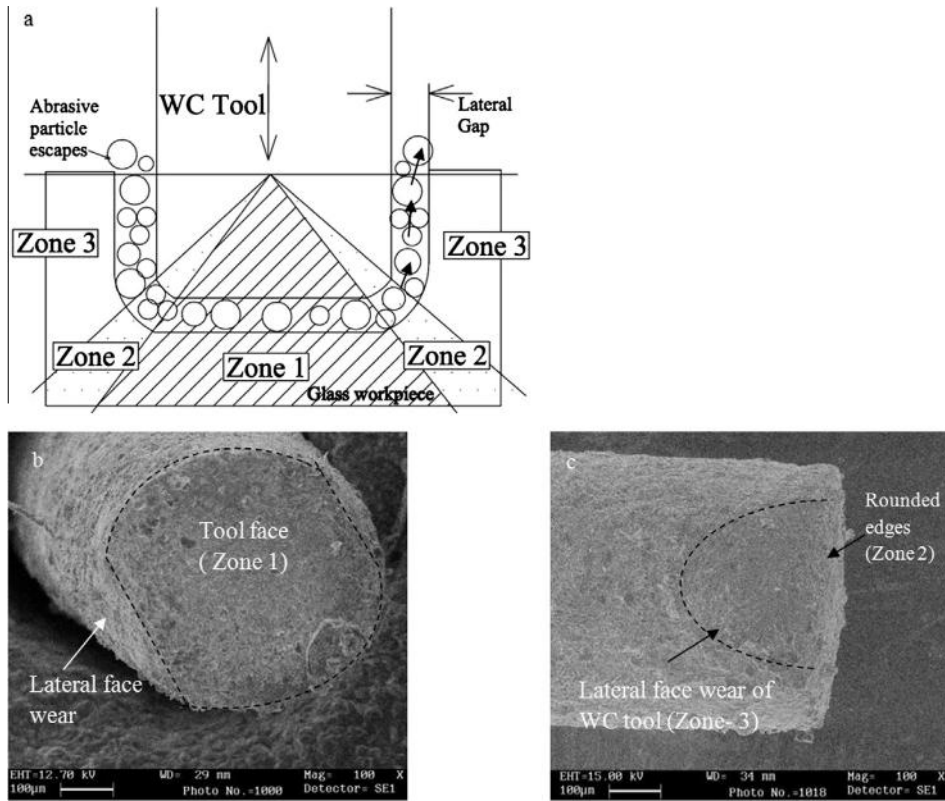 a
WC Tool
Abrasive
particle
escapes
Lateral
Gap
Zone 3
Zone 3
Zone 2
Zone 1
Zone 2
Glass workpiece
b
Tool face
( Zone 1)
Lateral face
wear
EHT=12.70 kV WD= 29 mm Mag= 100 X
100µm Photo No.=1000 Detector= SE1
c
Rounded
edges
(Zone 2)
Lateral face wear of
WC tool (Zone- 3)
EHT=15.00 kV WD= 34 mm Mag= 100 X
100µm Photo No.=1018 Detector= SE1